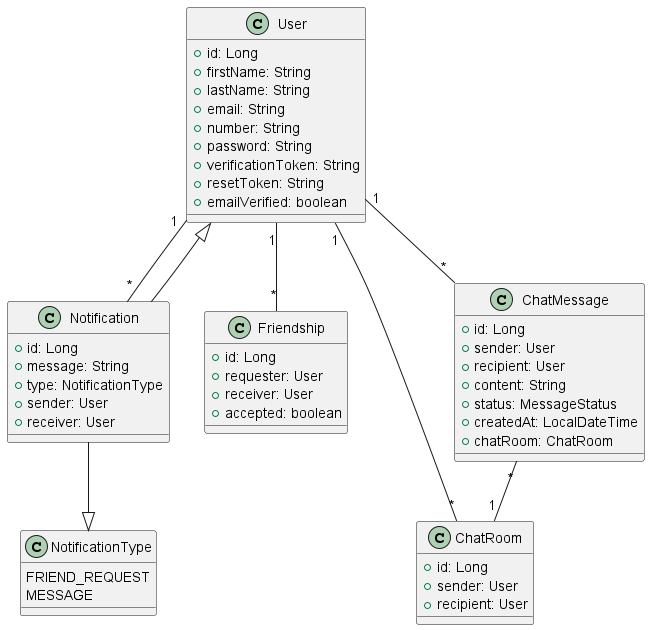 C User
id: Long
firstName: String
lastName: String
email: String
number: String
password: String
verificationToken: String
resetToken: String
emailVerified: boolean
1
1
1
1
*
*
*
*
C Notification
id: Long
message: String
type: NotificationType
sender: User
receiver: User
C Friendship
id: Long
requester: User
receiver: User
accepted: boolean
C ChatMessage
id: Long
sender: User
recipient: User
content: String
status: MessageStatus
createdAt: LocalDateTime
chatRoom: ChatRoom
*
1
C NotificationType
FRIEND_REQUEST
MESSAGE
C ChatRoom
id: Long
sender: User
recipient: User